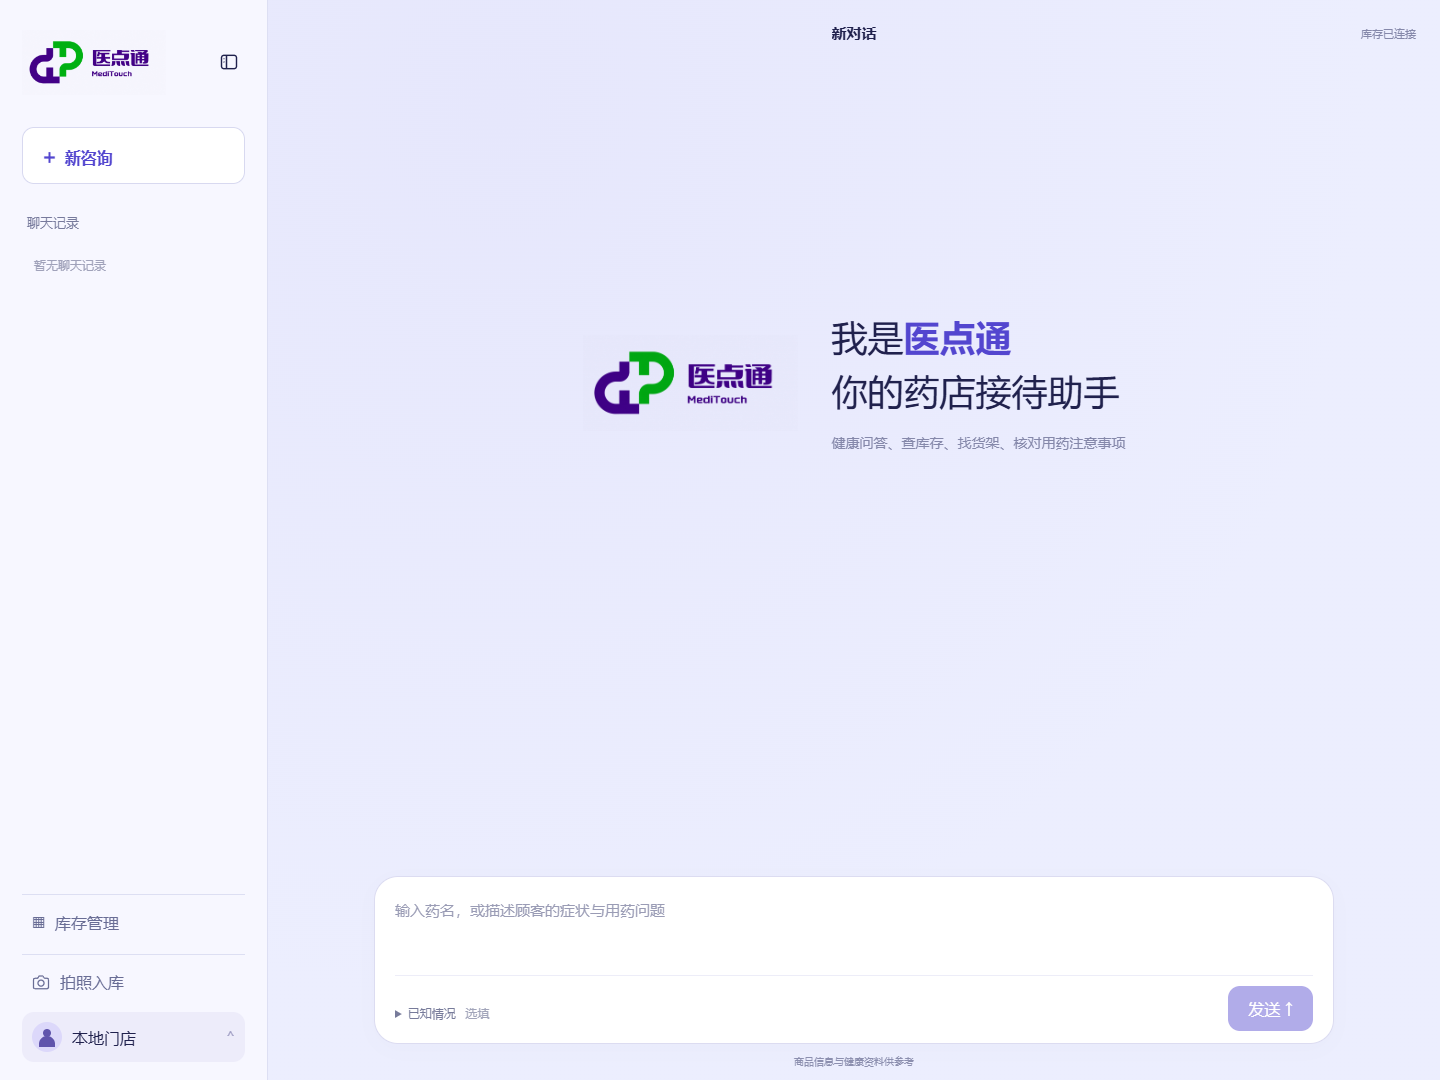 医点通
MediTouch
+ 新咨询
聊天记录
暂无聊天记录
库存管理
拍照入库
本地门店
新对话
库存已连接
医点通
MediTouch
我是医点通
你的药店接待助手
健康问答、查库存、找货架、核对用药注意事项
输入药名，或描述顾客的症状与用药问题
已知情况 选填
发送 ↑
商品信息与健康资料供参考